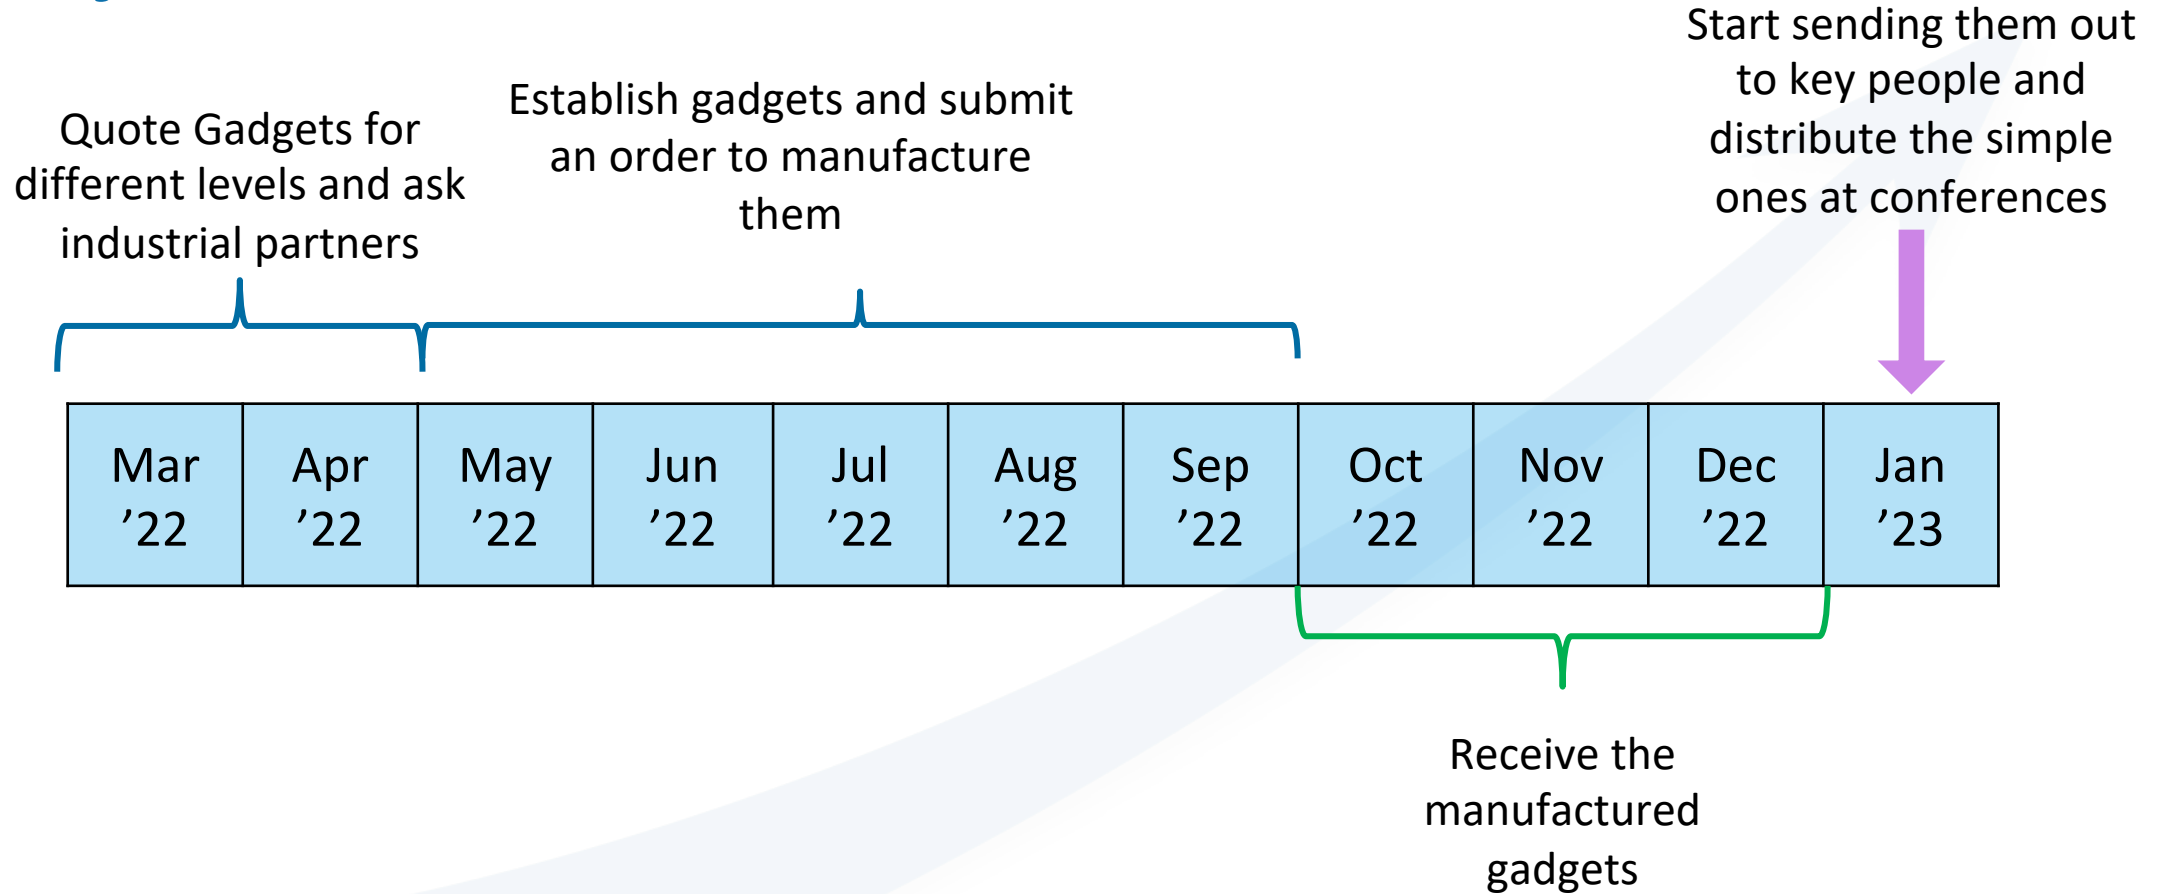 Quote Gadgets for
different levels and ask
industrial partners
Establish gadgets and submit
an order to manufacture
them
Start sending them out
to key people and
distribute the simple
ones at conferences
Mar Apr May Jun Jul Aug Sep Oct Nov Dec Jan
’22 ’22 ’22 ’22 ’22 ’22 ’22 ’22 ’22 ’22 ’23
Receive the
manufactured
gadgets